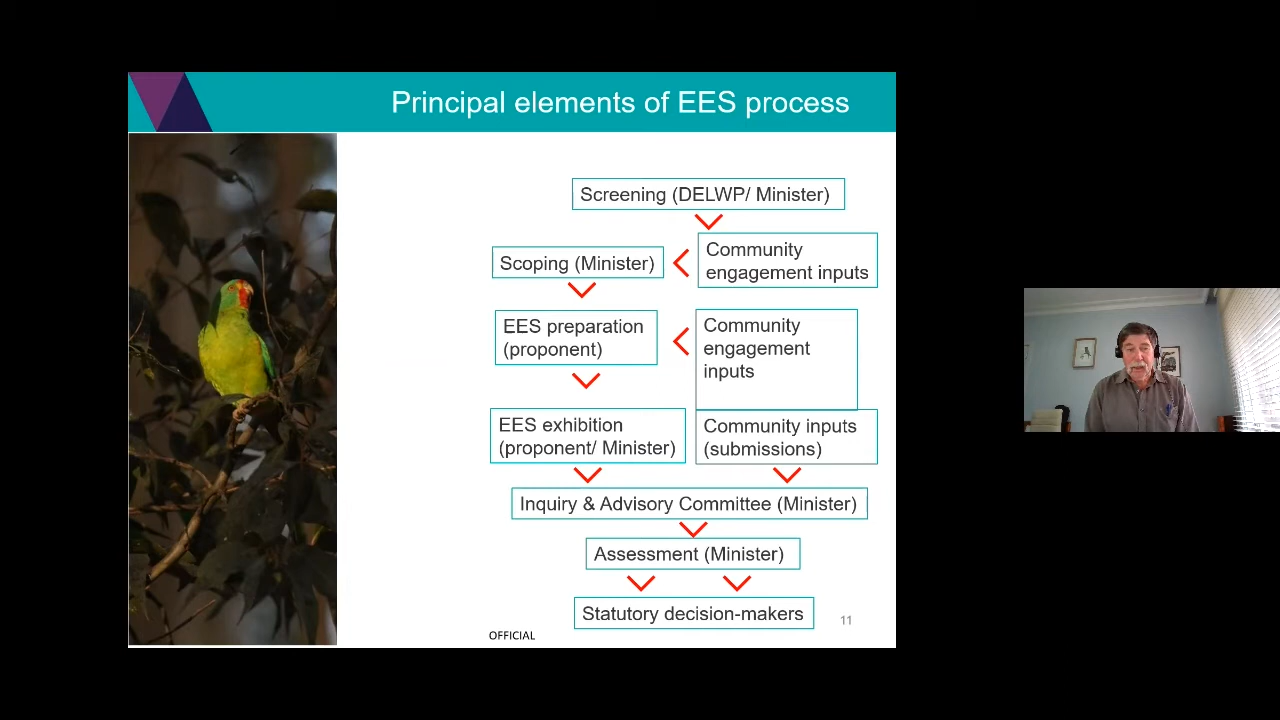 Principal elements of EES process
Screening (DELWP/ Minister)
Scoping (Minister)
Community
engagement inputs
EES preparation
(proponent)
Community
engagement
inputs
EES exhibition
(proponent/ Minister)
Community inputs
(submissions)
Inquiry & Advisory Committee (Minister)
Assessment (Minister)
Statutory decision-makers
11
OFFICIAL